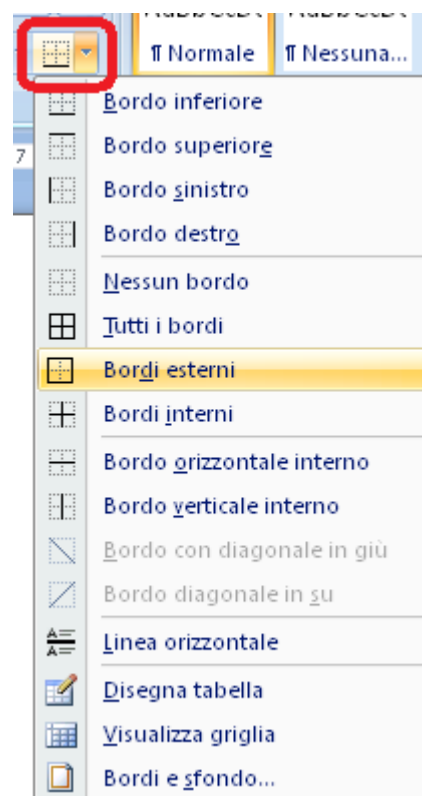 ¶ Normale ¶ Nessuna...
7
Bordo inferiore
Bordo superiore
Bordo sinistro
Bordo destro
Nessun bordo
Tutti i bordi
Bordi esterni
Bordi interni
Bordo orizzontale interno
Bordo verticale interno
Bordo con diagonale in giù
Bordo diagonale in su
Linea orizzontale
Disegna tabella
Visualizza griglia
Bordi e sfondo...